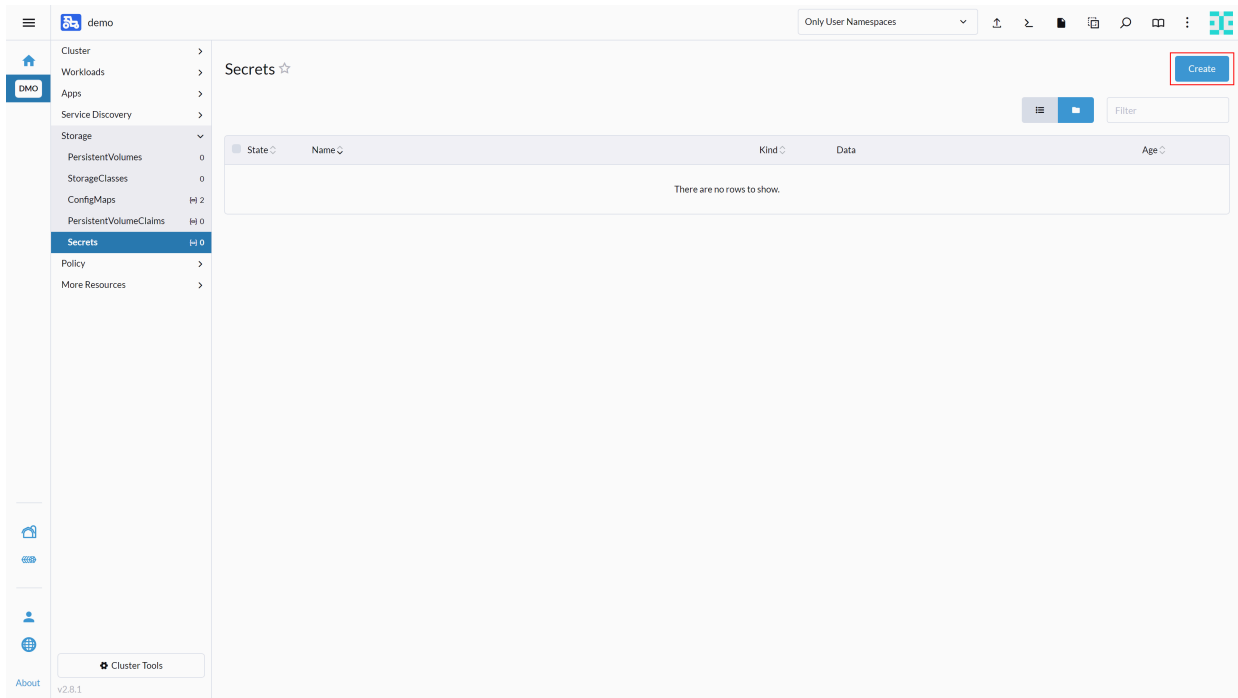 demo
Only User Namespaces
DMO
Cluster
Workloads
Apps
Service Discovery
Storage
PersistentVolumes 0
StorageClasses 0
ConfigMaps 2
PersistentVolumeClaims 0
Secrets 0
Policy
More Resources
Cluster Tools
v2.8.1
About
Secrets
Create
Filter
State Name Kind Data Age
There are no rows to show.